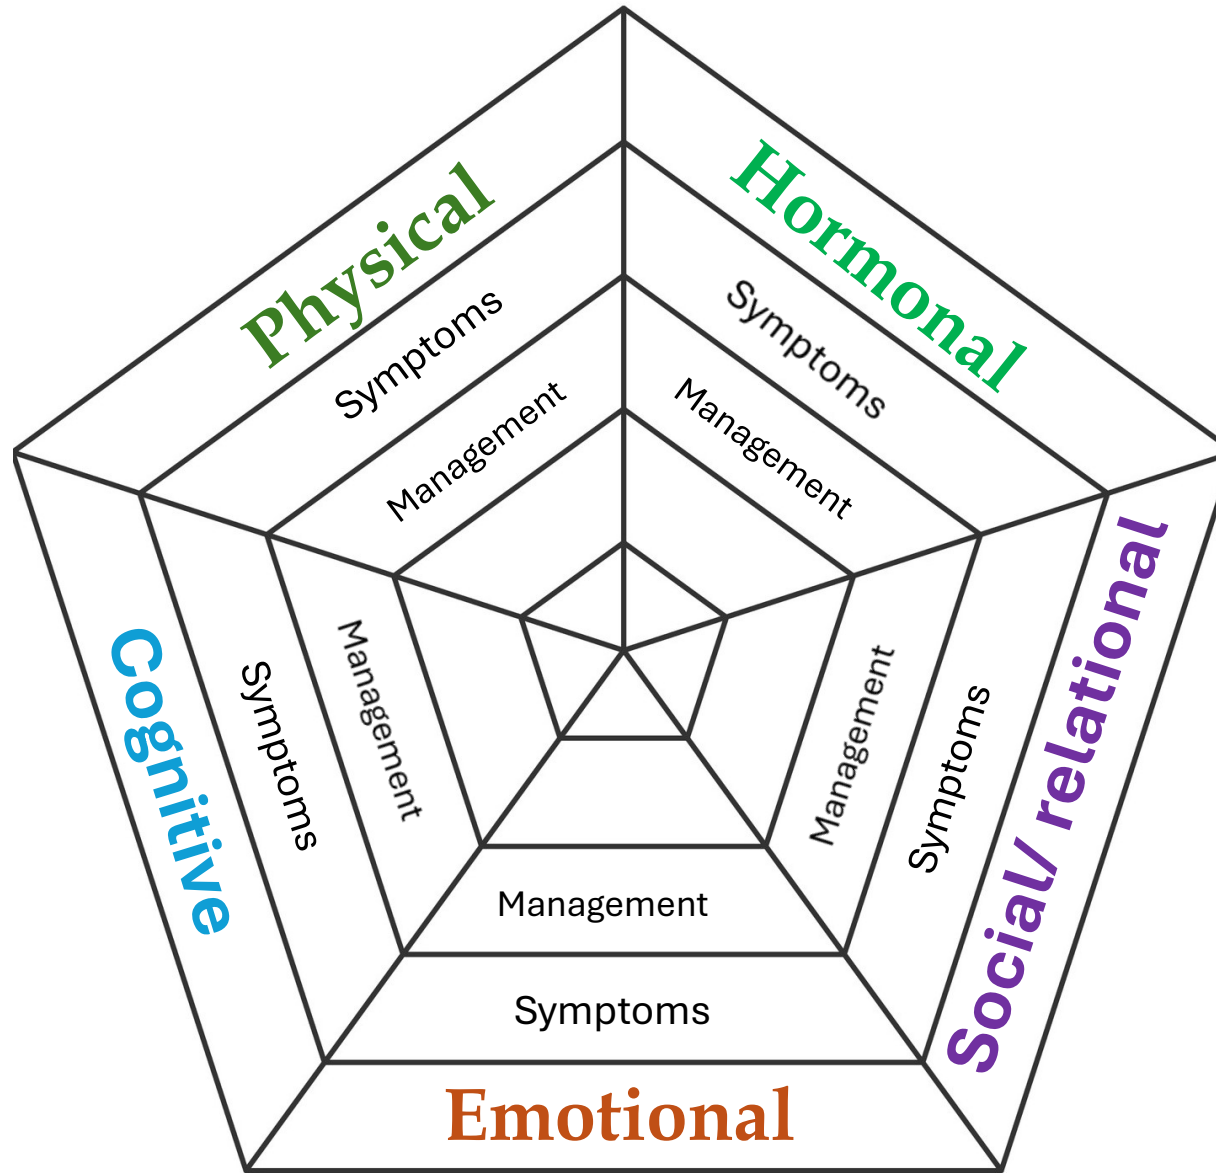 Physical
Symptoms
Management
Hormonal
Symptoms
Management
Social/ relational
Symptoms
Management
Emotional
Symptoms
Management
Cognitive
Symptoms
Management